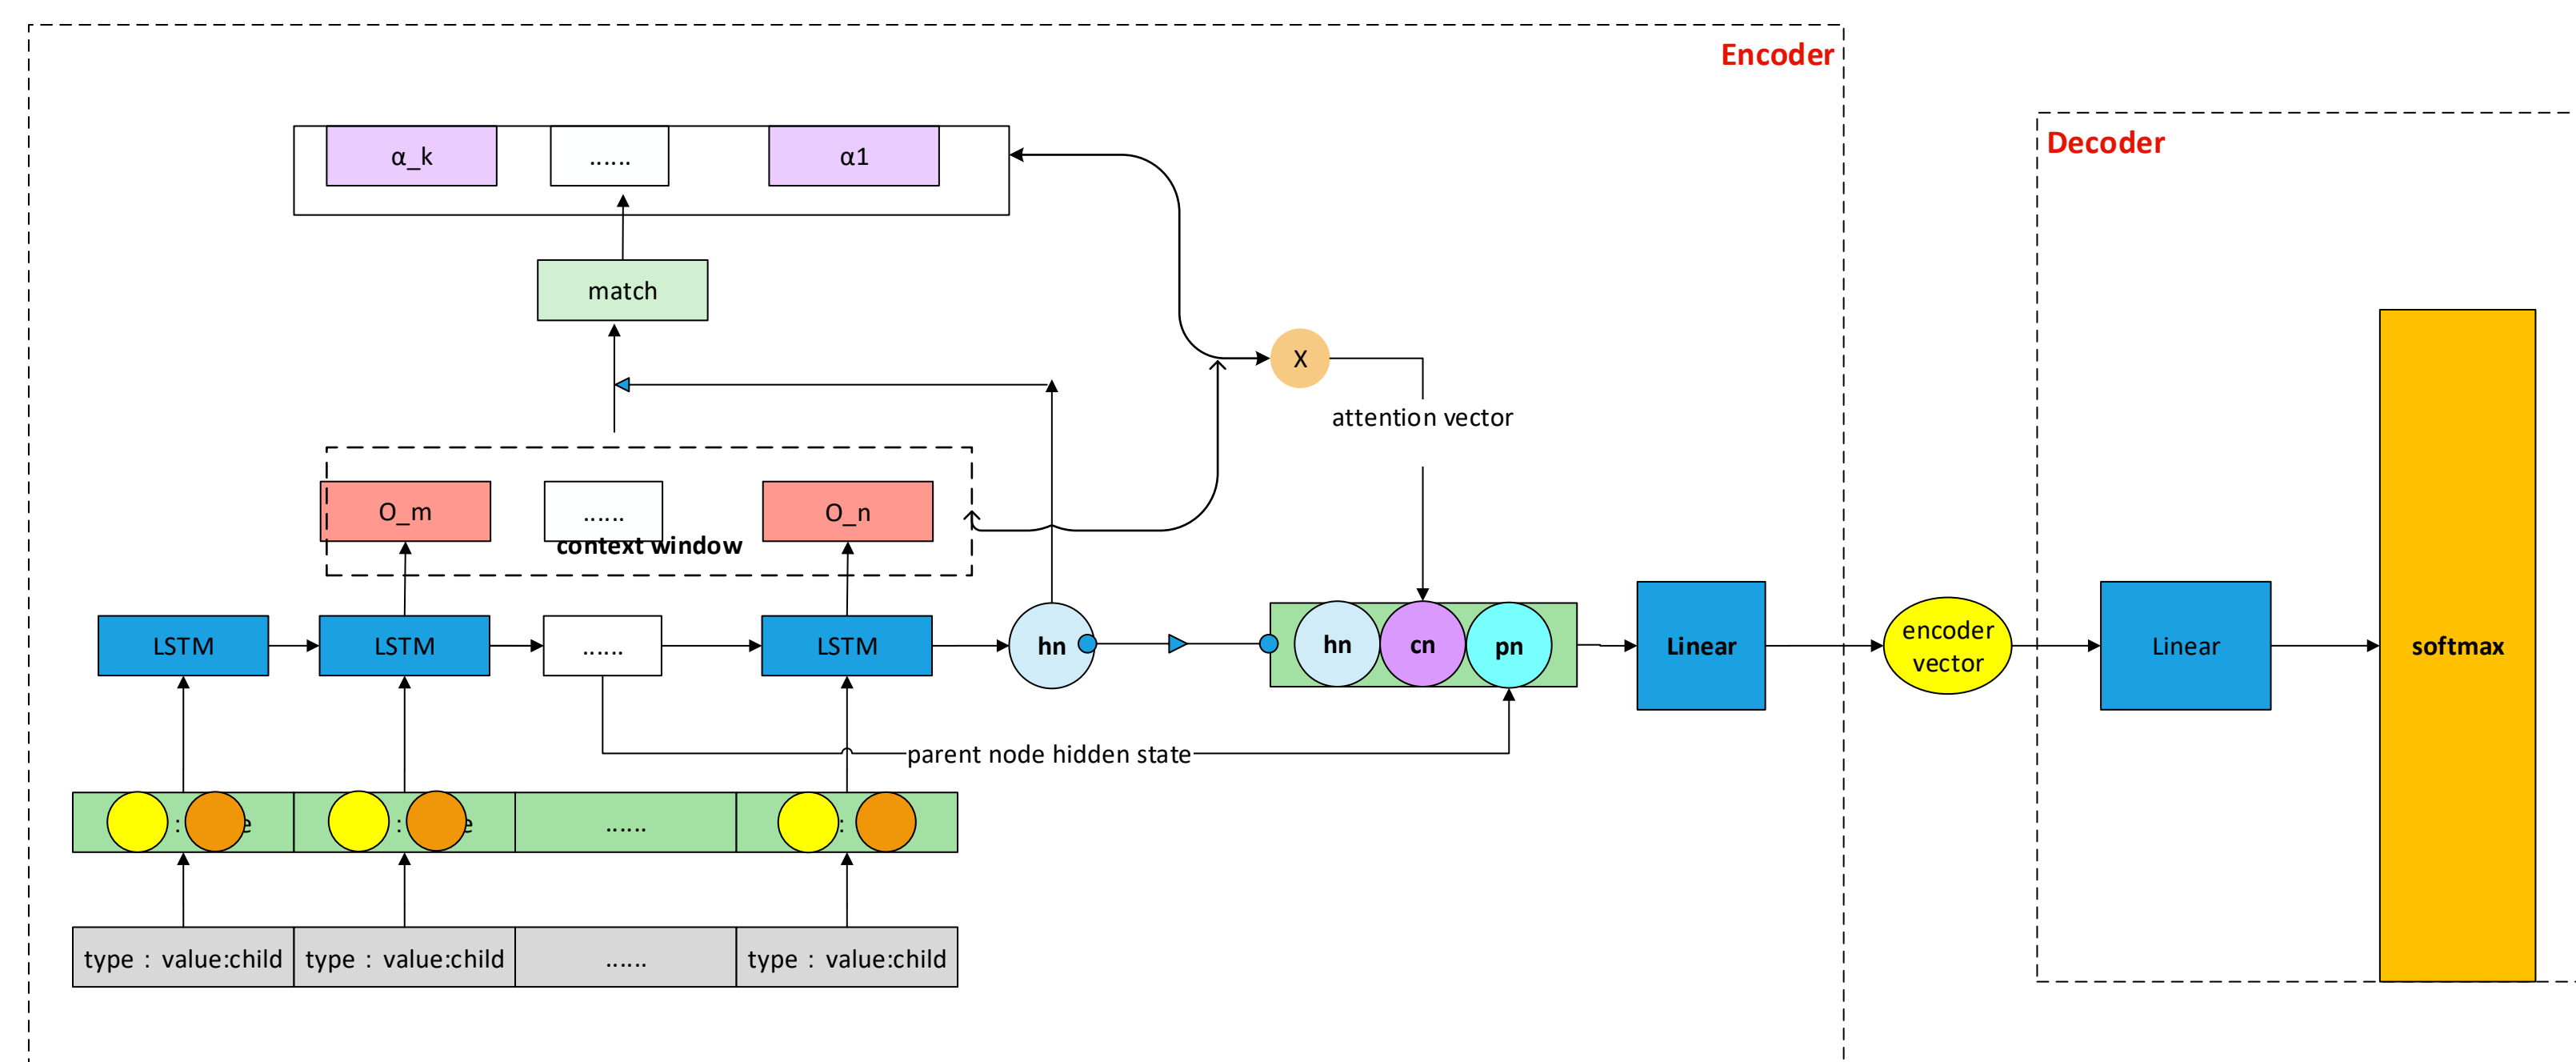 Encoder
Decoder
α_k
......
α1
match
X
attention vector
O_m
......
O_n
context window
LSTM
LSTM
......
LSTM
hn
hn
cn
pn
Linear
encoder
vector
Linear
softmax
parent node hidden state
: e
: e
......
:
type : value:child
type : value:child
......
type : value:child